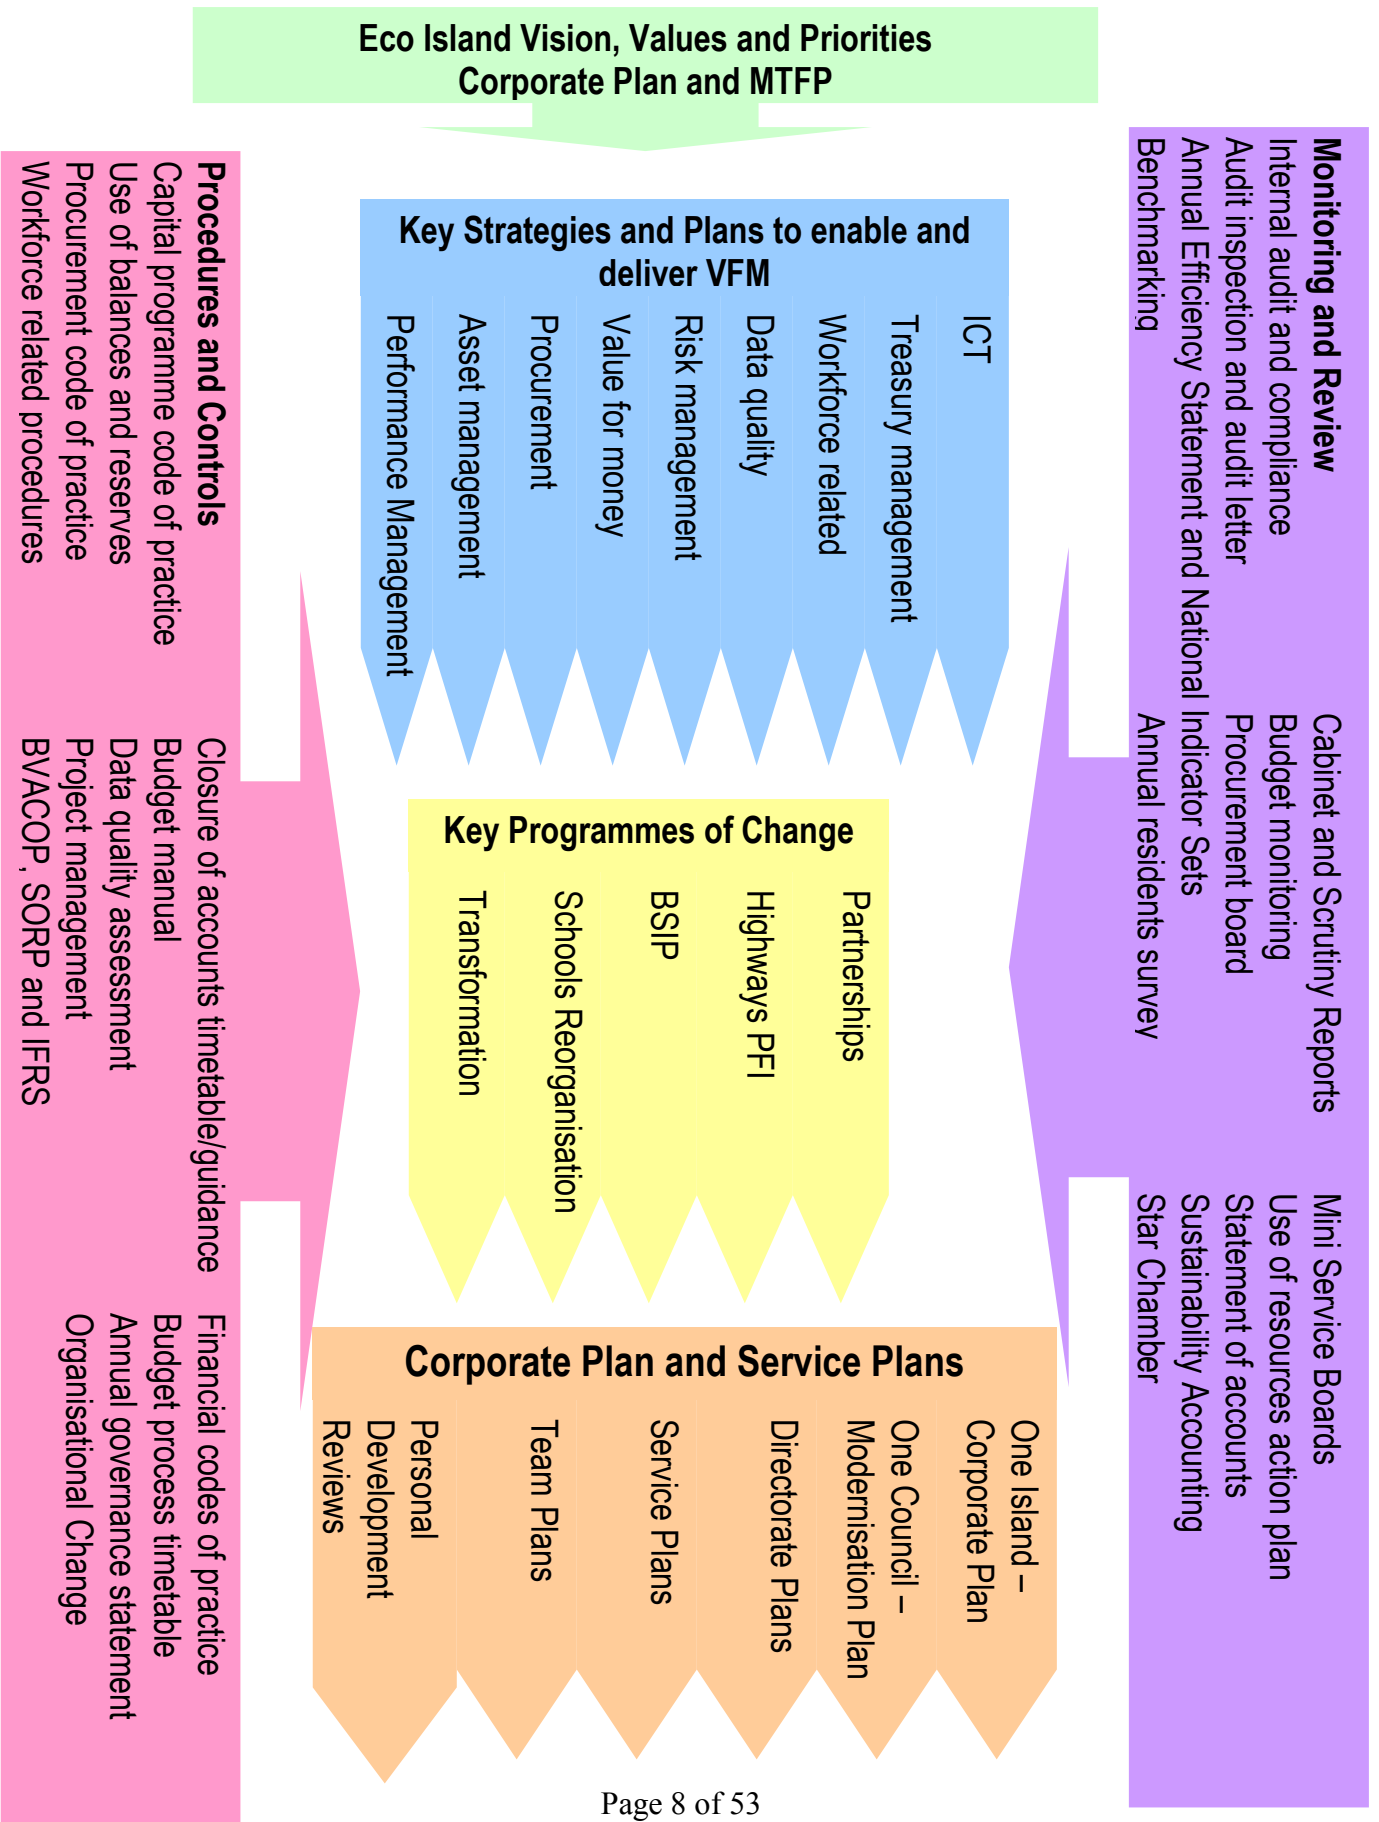 Eco Island Vision, Values and Priorities
Corporate Plan and MTFP
Procedures and Controls
Capital programme code of practice
Use of balances and reserves
Procurement code of practice
Workforce related procedures
Closure of accounts timetable/guidance
Budget manual
Data quality assessment
Project management
BVACOP, SORP and IFRS
Financial codes of practice
Budget process timetable
Annual governance statement
Organisational Change
Key Strategies and Plans to enable and
deliver VFM
Performance Management
Asset management
Procurement
Value for money
Risk management
Data quality
Workforce related
Treasury management
ICT
Key Programmes of Change
Transformation
Schools Reorganisation
BSIP
Highways PFI
Partnerships
Corporate Plan and Service Plans
Personal
Development
Reviews
Team Plans
Service Plans
Directorate Plans
One Council –
Modernisation Plan
One Island –
Corporate Plan
Monitoring and Review
Internal audit and compliance
Audit inspection and audit letter
Annual Efficiency Statement and National Indicator Sets
Benchmarking
Cabinet and Scrutiny Reports
Budget monitoring
Procurement board
Annual residents survey
Mini Service Boards
Use of resources action plan
Statement of accounts
Sustainability Accounting
Star Chamber
Page 8 of 53